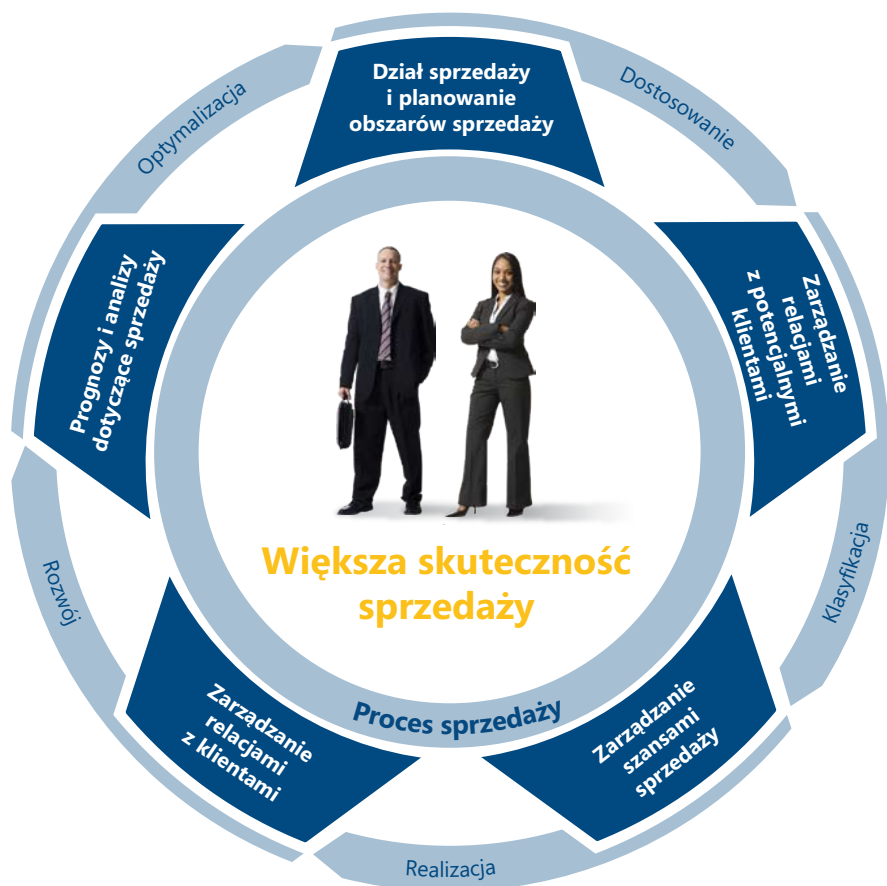 Dział sprzedaży
i planowanie
obszarów sprzedaży
Dostosowanie
Zarządzanie
relacjami
z potencjalnymi
klientami
Klasyfikacja
Zarządzanie
szansami
sprzedaży
Realizacja
Zarządzanie
relacjami
z klientami
Rozwój
Prognozy i analizy
dotyczące sprzedaży
Optymalizacja
Większa skuteczność
sprzedaży
Proces sprzedaży